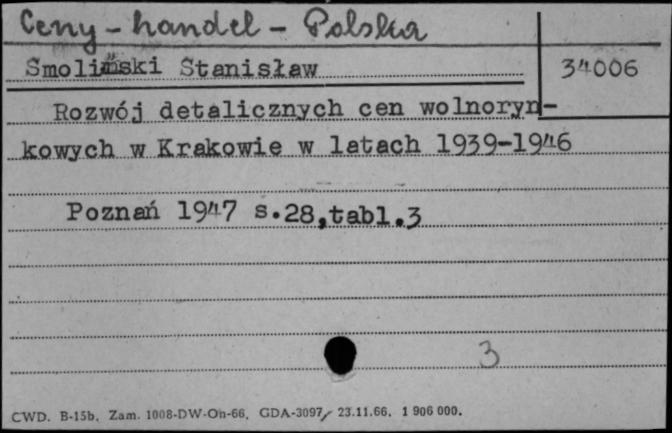 Ceny - handel - Polska
Smoliński Stanisław
34006
Rozwój detalicznych cen wolnoryn-
kowych w Krakowie w latach 1939-1946
Poznań 1947 s.28,tabl.3
3
CWD. B-15b. Zam. 1008-DW-On-66. GDA-3097, 23.11.66. 1 906 000.